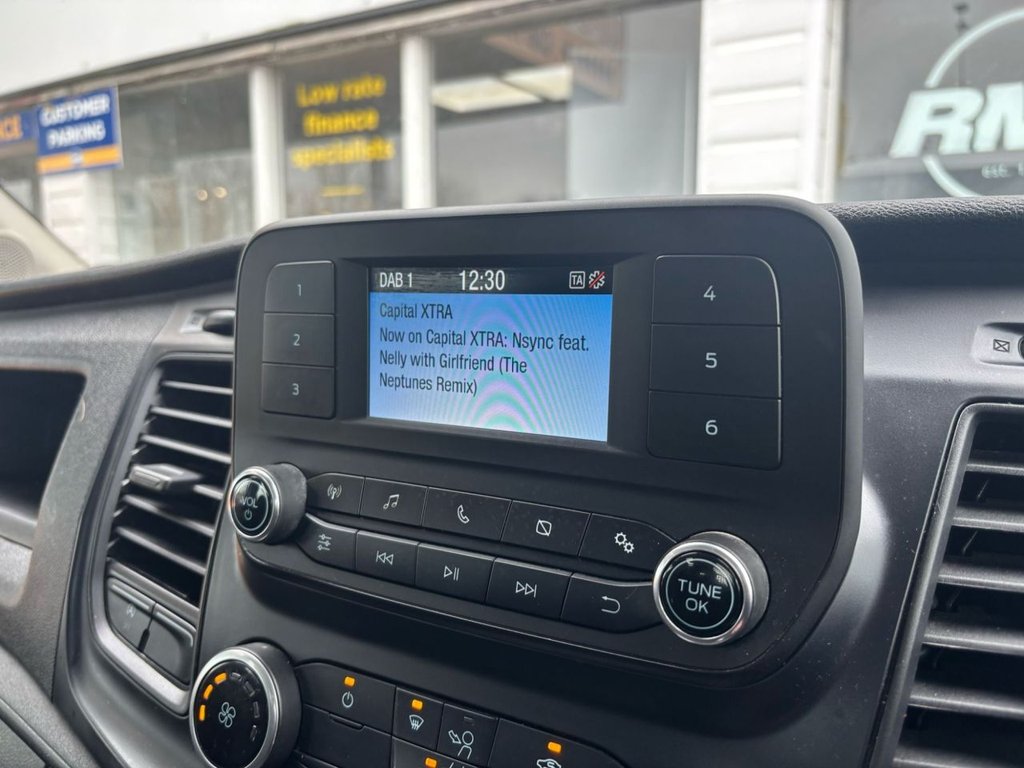 CUSTOMER
PARKING
Low rate
finance
specialists
DAB 1 12:30 TA
Capital XTRA
Now on Capital XTRA: Nsync feat.
Nelly with Girlfriend (The
Neptunes Remix)
1
2
3
4
5
6
VOL
TUNE
OK